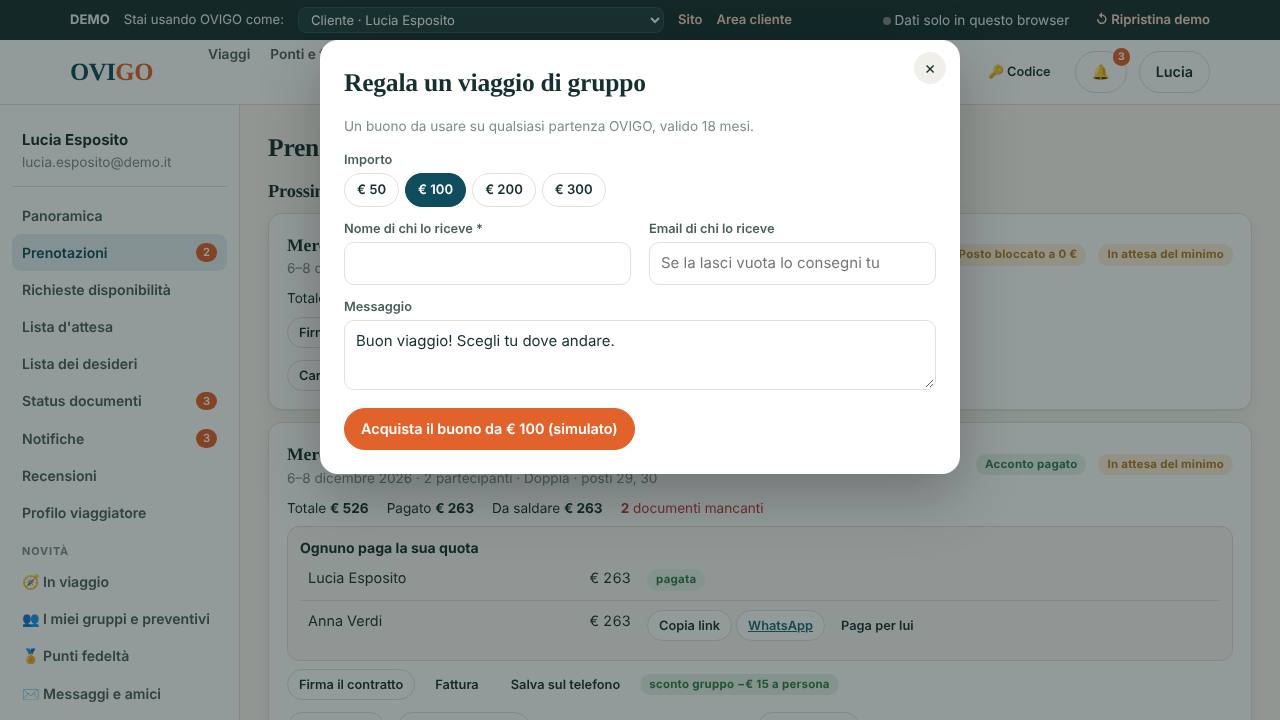 DEMO Stai usando OVIGO come: Cliente · Lucia Esposito Sito Area cliente Dati solo in questo browser Ripristina demo
OVIGO Viaggi Ponti e Codice 3 Lucia
Lucia Esposito
lucia.esposito@demo.it
Panoramica
Prenotazioni 2
Richieste disponibilità
Lista d'attesa
Lista dei desideri
Status documenti 3
Notifiche 3
Recensioni
Profilo viaggiatore
NOVITÀ
In viaggio
I miei gruppi e preventivi
Punti fedeltà
Messaggi e amici
Regala un viaggio di gruppo
×
Un buono da usare su qualsiasi partenza OVIGO, valido 18 mesi.
Importo
€ 50 € 100 € 200 € 300
Nome di chi lo riceve * Email di chi lo riceve
Se la lasci vuota lo consegni tu
Messaggio
Buon viaggio! Scegli tu dove andare.
Acquista il buono da € 100 (simulato)
Posto bloccato a 0 € In attesa del minimo
Acconto pagato In attesa del minimo
6–8 dicembre 2026 · 2 partecipanti · Doppia · posti 29, 30
Totale € 526 Pagato € 263 Da saldare € 263 2 documenti mancanti
Ognuno paga la sua quota
Lucia Esposito € 263 pagata
Anna Verdi € 263 Copia link WhatsApp Paga per lui
Firma il contratto Fattura Salva sul telefono sconto gruppo −€ 15 a persona